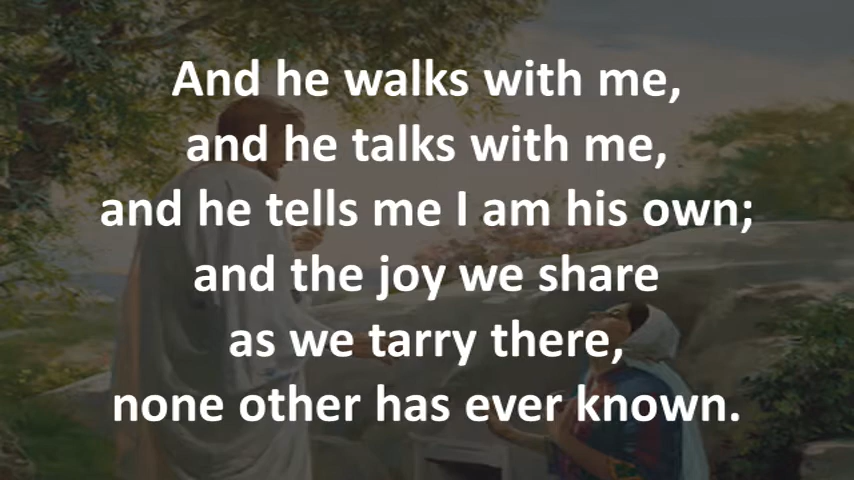 And he walks with me,
and he talks with me,
and he tells me I am his own;
and the joy we share
as we tarry there,
none other has ever known.